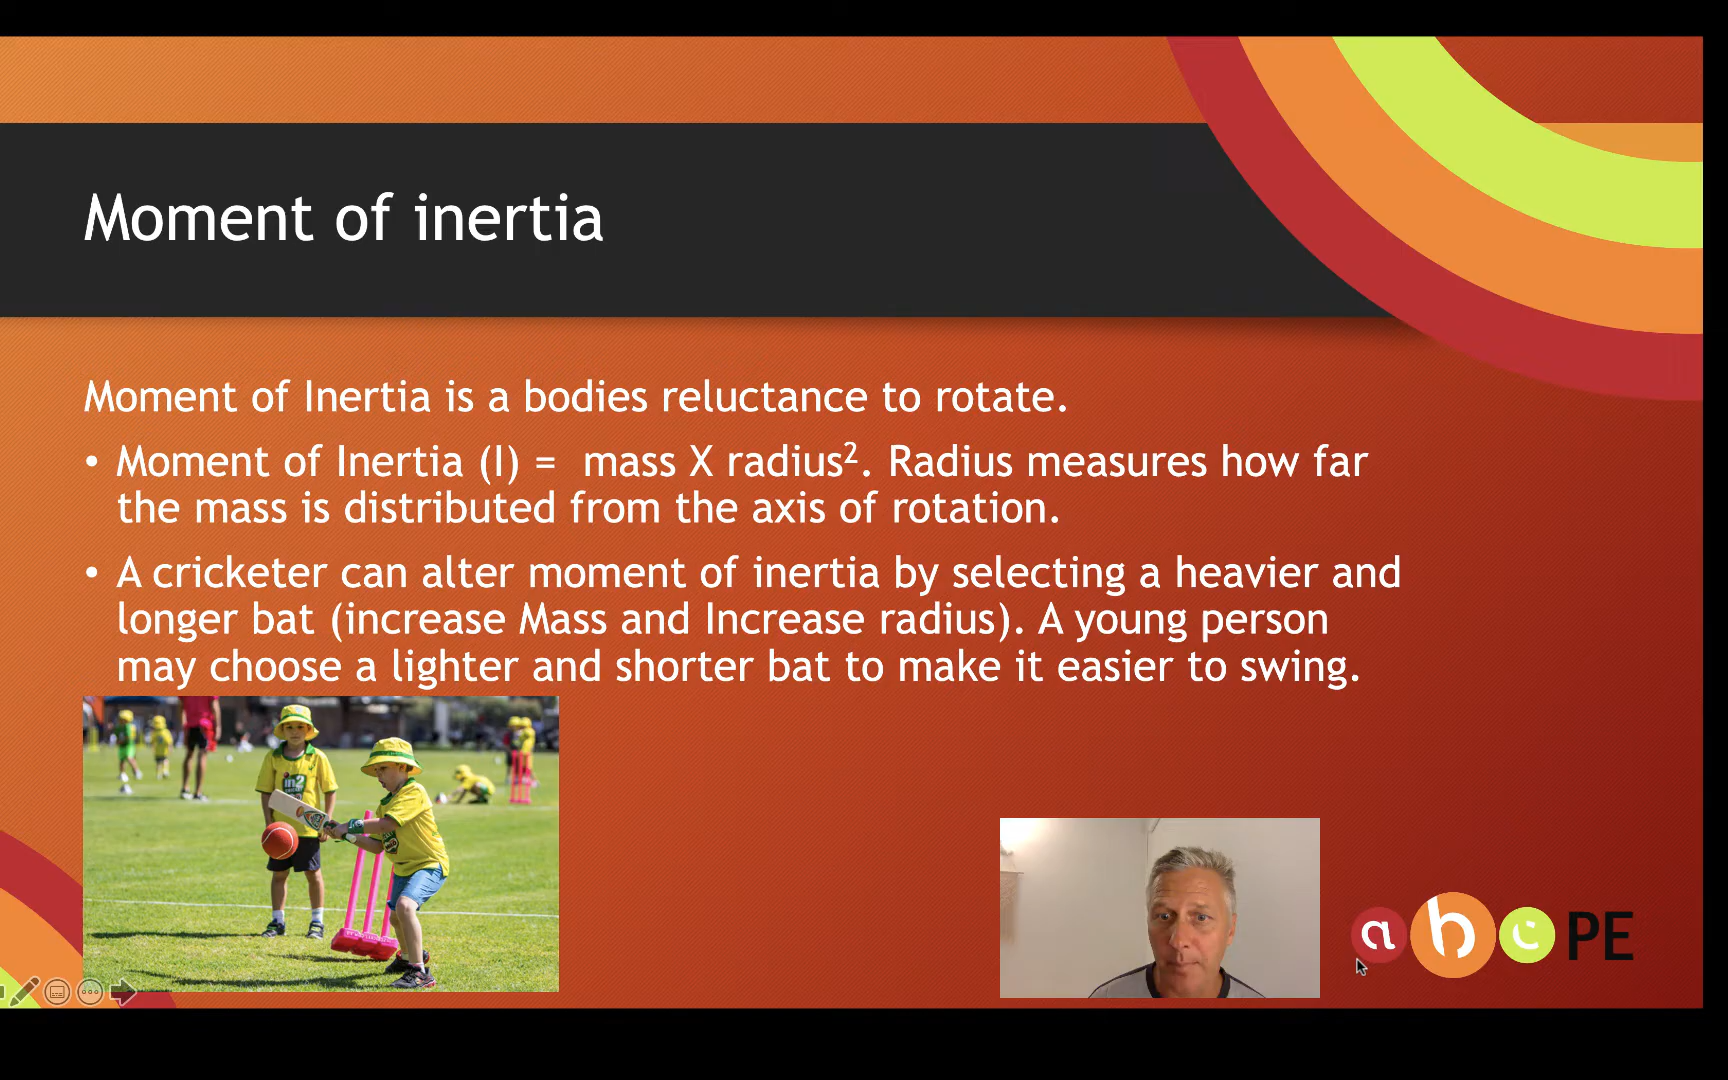 Moment of inertia
Moment of Inertia is a bodies reluctance to rotate.
• Moment of Inertia (I) =  mass X radius². Radius measures how far
the mass is distributed from the axis of rotation.
• A cricketer can alter moment of inertia by selecting a heavier and
longer bat (increase Mass and Increase radius). A young person
may choose a lighter and shorter bat to make it easier to swing.
in2
a b c PE